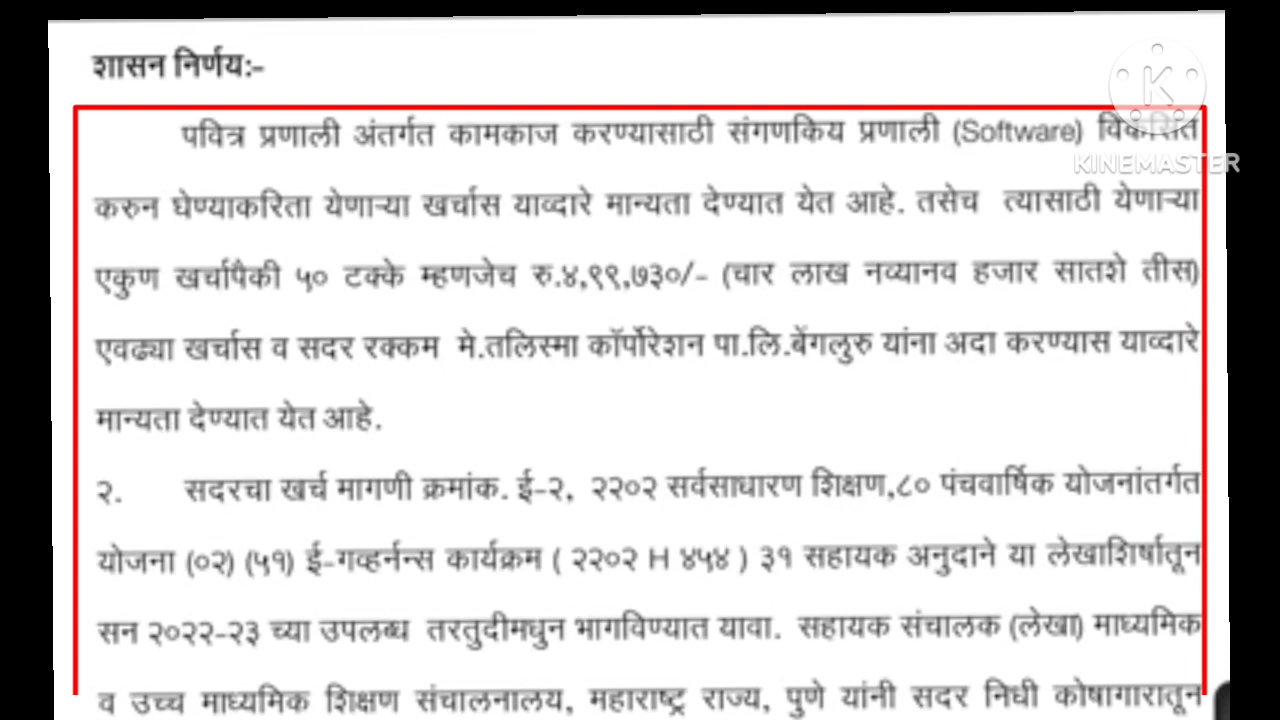 शासन निर्णय:-
पवित्र प्रणाली अंतर्गत कामकाज करण्यासाठी संगणकिय प्रणाली (Software) विकसित
KINEMASTER
करुन घेण्याकरिता येणाऱ्या खर्चास याव्दारे मान्यता देण्यात येत आहे. तसेच त्यासाठी येणाऱ्या
एकुण खर्चापैकी ५० टक्के म्हणजेच रु.४,९९,७३०/- (चार लाख नव्यानव हजार सातशे तीस)
एवढ्या खर्चास व सदर रक्कम मे.तलिस्मा कॉर्पोरेशन पा.लि.बेंगलुरु यांना अदा करण्यास याव्दारे
मान्यता देण्यात येत आहे.
२. सदरचा खर्च मागणी क्रमांक. ई-२, २२०२ सर्वसाधारण शिक्षण,८० पंचवार्षिक योजनांतर्गत
योजना (०२) (५१) ई-गव्हर्नन्स कार्यक्रम ( २२०२ H ४५४ ) ३१ सहायक अनुदाने या लेखाशिर्षातून
सन २०२२-२३ च्या उपलब्ध तरतुदीमधुन भागविण्यात यावा. सहायक संचालक (लेखा) माध्यमिक
व उच्च माध्यमिक शिक्षण संचालनालय, महाराष्ट्र राज्य, पुणे यांनी सदर निधी कोषागारातून